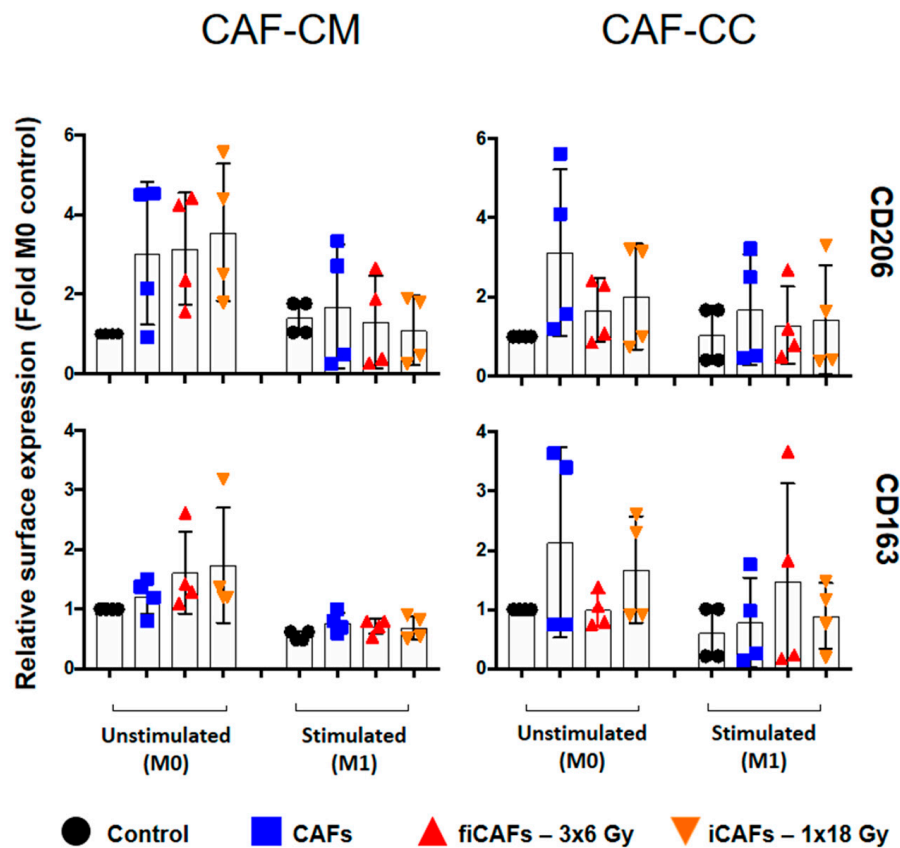 CAF-CM CAF-CC
Relative surface expression (Fold M0 control)
6
4
2
0
6
4
2
0
CD206
4
3
2
1
0
4
3
2
1
0
CD163
Unstimulated
(M0)
Stimulated
(M1)
Unstimulated
(M0)
Stimulated
(M1)
Control CAFs fiCAFs – 3x6 Gy iCAFs – 1x18 Gy